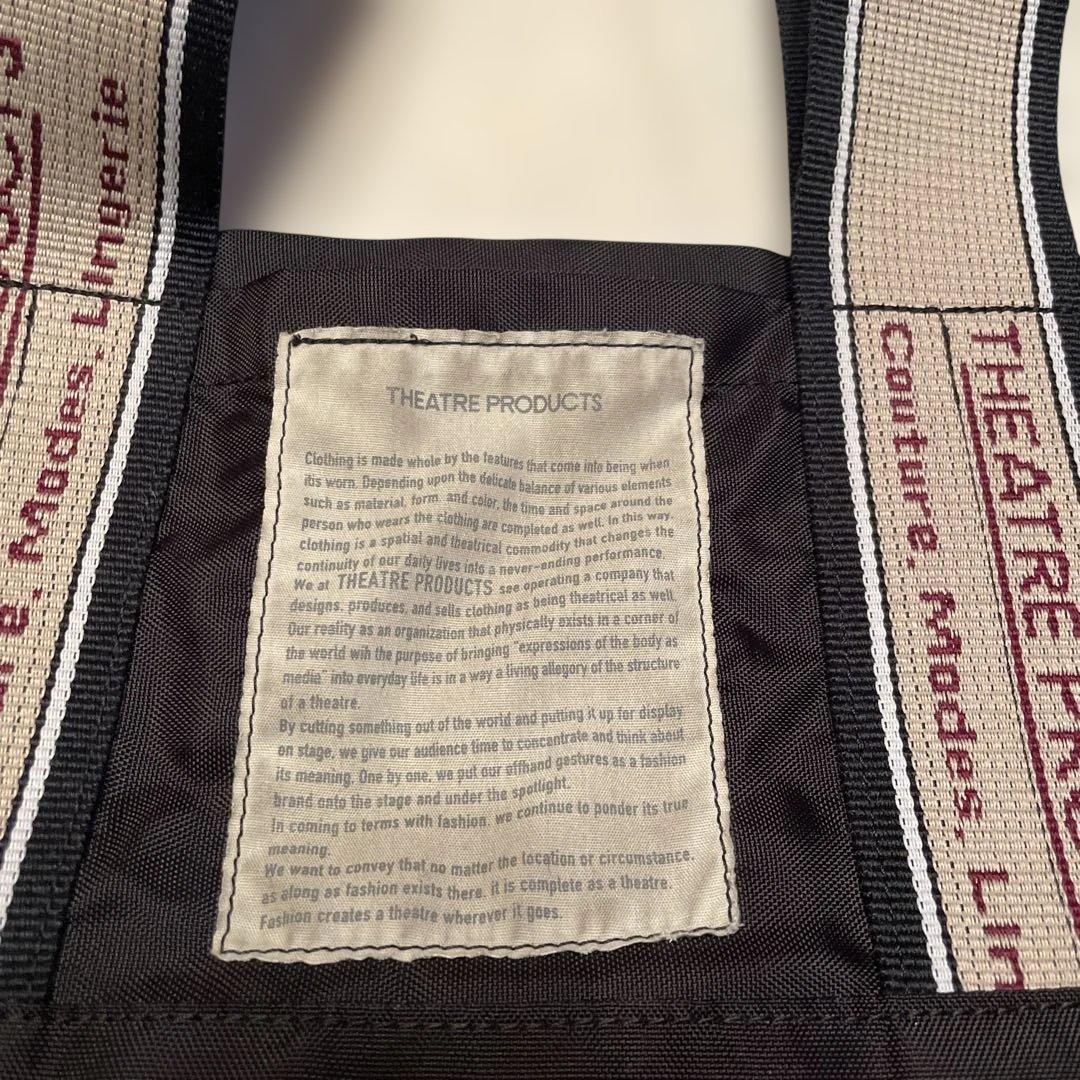 THEATRE PRODUCTS
Clothing is made whole by the features that come into being when
itis worn. Depending upon the delicate balance of various elements
such as material, form, and color, the time and space around the
person who wears the clothing are completed as well. In this way,
clothing is a spatial and theatrical commodity that changes the
continuity of our daily lives into a never-ending performance.
We at THEATRE PRODUCTS see operating a company that
designs, produces, and sells clothing as being theatrical as well.
Our reality as an organization that physically exists in a corner of
the world wih the purpose of bringing "expressions of the body as
media" into everyday life is in a way a living allegory of the structure
of a theatre.
By cutting something out of the world and putting it up for display
on stage, we give our audience time to concentrate and think about
its meaning. One by one, we put our effhand gestures as a fashion
brand onto the stage and under the spotlight.
In coming to terms with fashion, we continue to ponder its true
meaning.
We want to convey that no matter the location or circumstance,
as along as fashion exists there, it is complete as a theatre.
Fashion creates a theatre wherever it goes.
Modes. Lingerie
THEATRE PRO
Couture. Modes. Lin